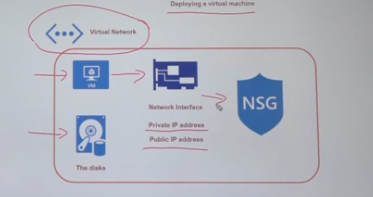 Deploying a virtual machine
Virtual Network
VM
Network Interface
NSG
Private IP address
Public IP address
The disks